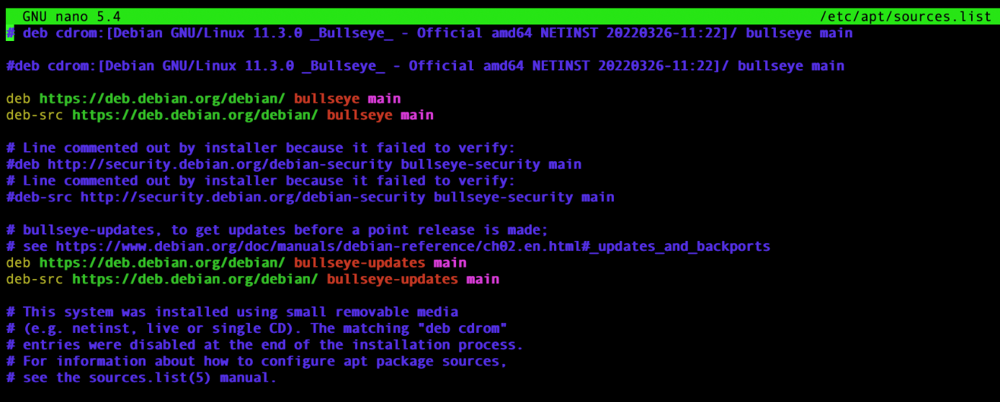 GNU nano 5.4 /etc/apt/sources.list
# deb cdrom:[Debian GNU/Linux 11.3.0 _Bullseye_ - Official amd64 NETINST 20220326-11:22]/ bullseye main
#deb cdrom:[Debian GNU/Linux 11.3.0 _Bullseye_ - Official amd64 NETINST 20220326-11:22]/ bullseye main
deb https://deb.debian.org/debian/ bullseye main
deb-src https://deb.debian.org/debian/ bullseye main
# Line commented out by installer because it failed to verify:
#deb http://security.debian.org/debian-security bullseye-security main
# Line commented out by installer because it failed to verify:
#deb-src http://security.debian.org/debian-security bullseye-security main
# bullseye-updates, to get updates before a point release is made;
# see https://www.debian.org/doc/manuals/debian-reference/ch02.en.html#_updates_and_backports
deb https://deb.debian.org/debian/ bullseye-updates main
deb-src https://deb.debian.org/debian/ bullseye-updates main
# This system was installed using small removable media
# (e.g. netinst, live or single CD). The matching "deb cdrom"
# entries were disabled at the end of the installation process.
# For information about how to configure apt package sources,
# see the sources.list(5) manual.